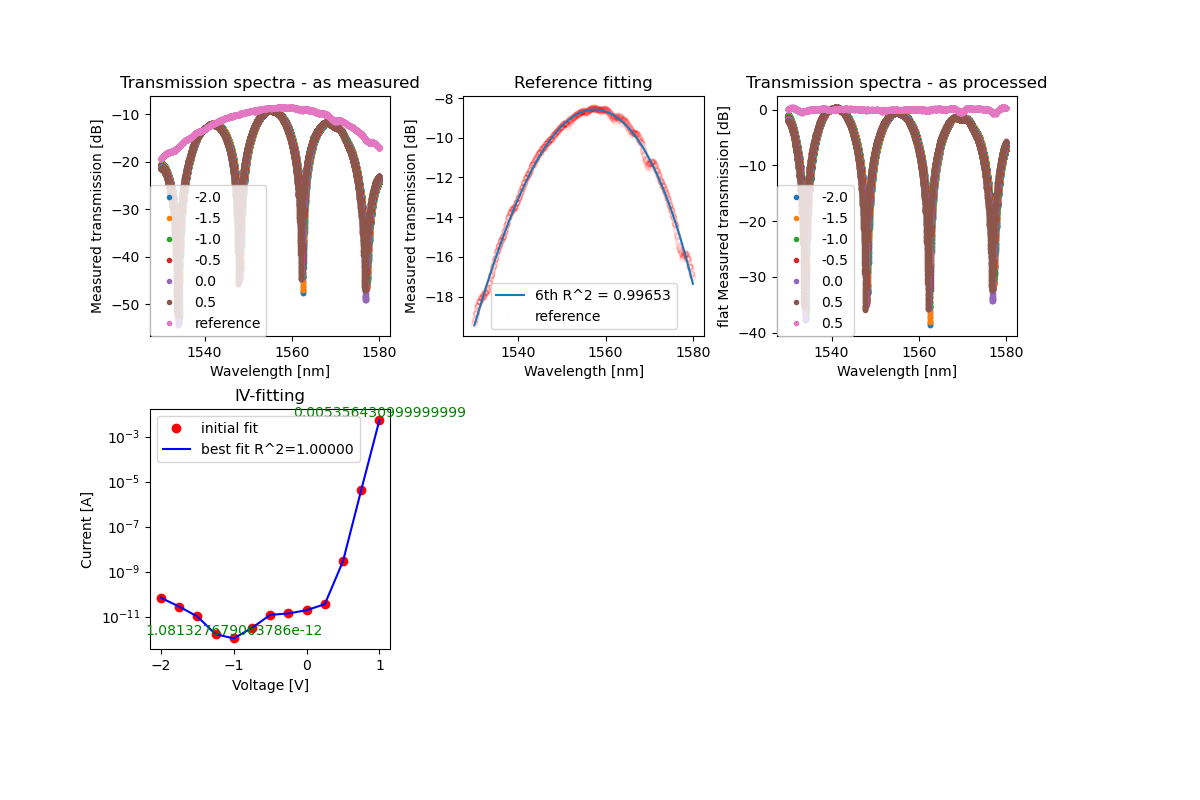 Transmission spectra - as measured
Measured transmission [dB]
−10
−20
−30
−40
−50
-2.0
-1.5
-1.0
-0.5
0.0
0.5
reference
1540
1560
1580
Wavelength [nm]
Reference fitting
Measured transmission [dB]
−8
−10
−12
−14
−16
−18
6th R^2 = 0.99653
reference
1540
1560
1580
Wavelength [nm]
Transmission spectra - as processed
flat Measured transmission [dB]
0
−10
−20
−30
−40
-2.0
-1.5
-1.0
-0.5
0.0
0.5
0.5
1540
1560
1580
Wavelength [nm]
IV-fitting
0.005356430999999999
initial fit
best fit R^2=1.00000
Current [A]
10−3
10−5
10−7
10−9
10−11
−2
−1
0
1
Voltage [V]